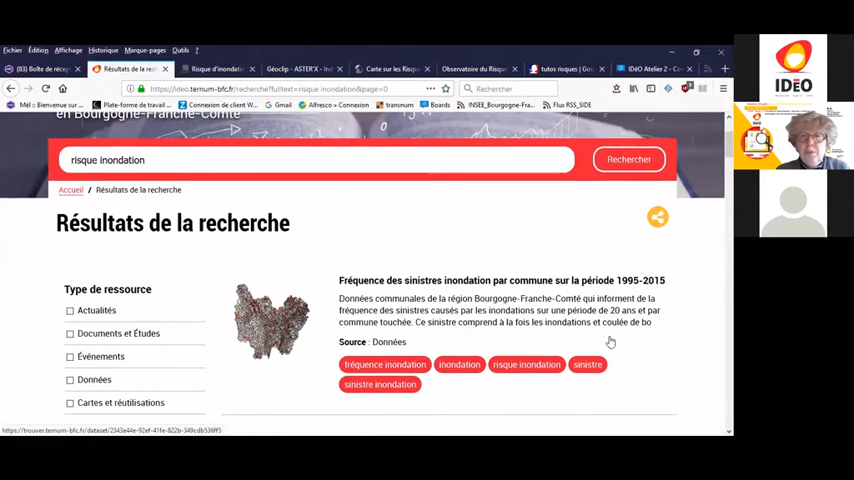 Fichier Édition Affichage Historique Marque-pages Outils ?
(83) Boîte de récep Résultats de la rech Risque d'inondati Géoclip - ASTER'X - Ind Carte sur les Risqu Observatoire du Risq tutos risques | Gou IDéO Atelier 2 - Co
https://ideo.ternum-bfc.fr/recherche?fulltext=risque inondation&page=0 Rechercher
Mél :: Bienvenue sur Plate-forme de travail ... Connexion de client W... Gmail Alfresco » Connexion transnum Boards INSEE_Bourgogne-Fra... Flux RSS_SIDE
en Bourgogne-Franche-Comté
risque inondation Rechercher
Accueil / Résultats de la recherche
Résultats de la recherche
Type de ressource
Actualités
Documents et Études
Événements
Données
Cartes et réutilisations
Fréquence des sinistres inondation par commune sur la période 1995-2015
Données communales de la région Bourgogne-Franche-Comté qui informent de la
fréquence des sinistres causés par les inondations sur une période de 20 ans et par
commune touchée. Ce sinistre comprend à la fois les inondations et coulée de bo
Source : Données
fréquence inondation inondation risque inondation sinistre
sinistre inondation
https://trouver.ternum-bfc.fr/dataset/2343e44e-92ef-41fe-822b-349cdb536ff5
IDÉO